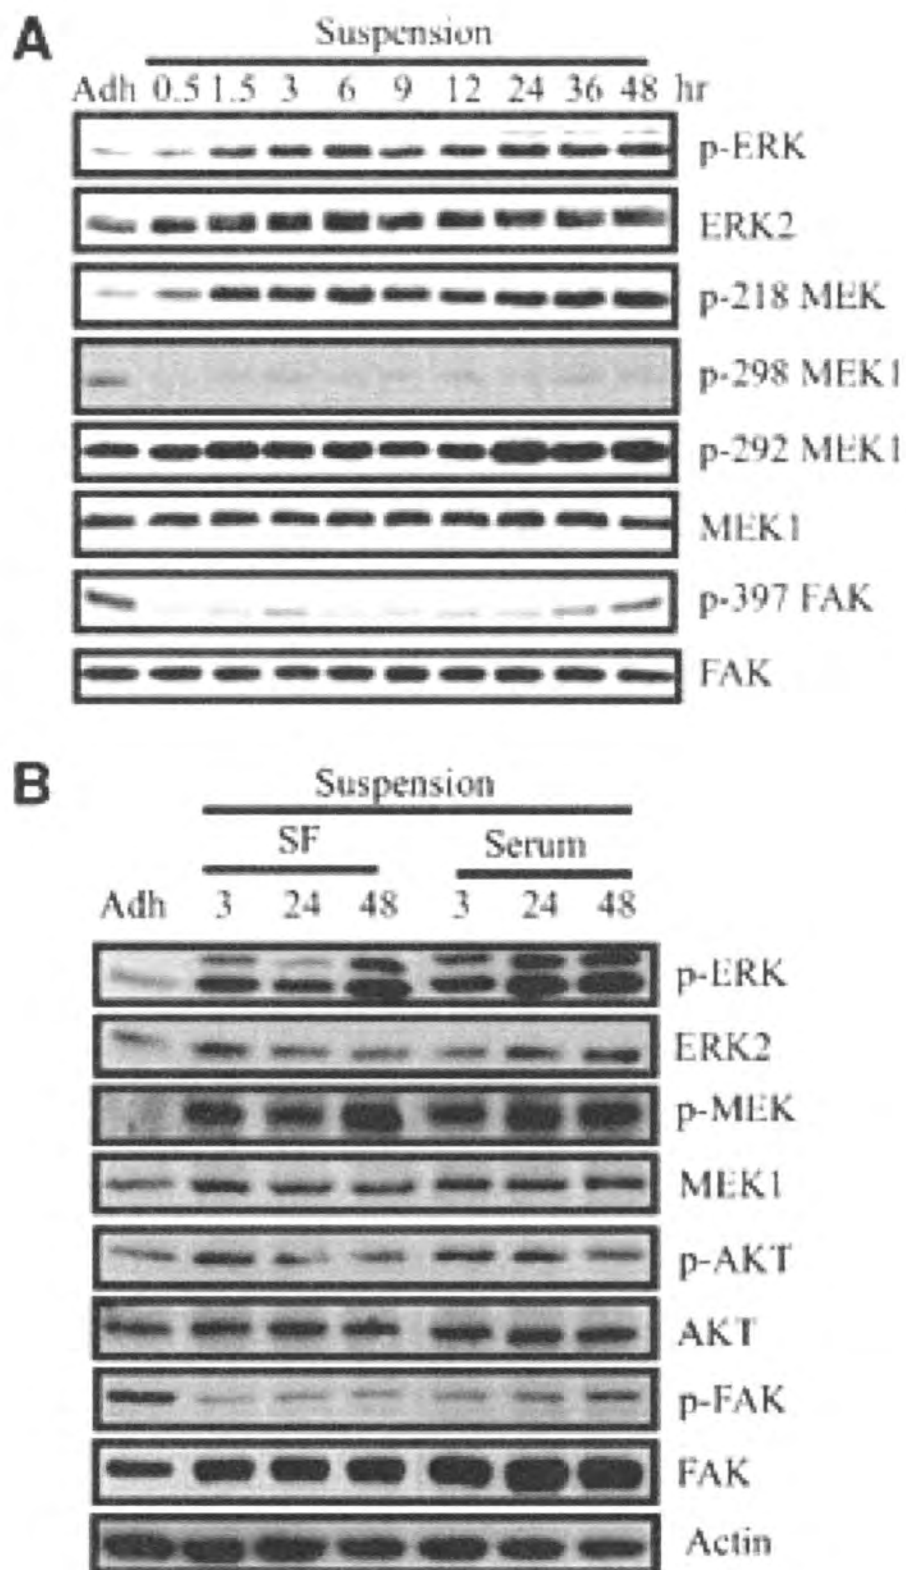 A
Suspension
Adh 0.5 1.5 3 6 9 12 24 36 48 hr
p-ERK
ERK2
p-218 MEK
p-298 MEK1
p-292 MEK1
MEK1
p-397 FAK
FAK
B
Suspension
SF Serum
Adh 3 24 48 3 24 48
p-ERK
ERK2
p-MEK
MEK1
p-AKT
AKT
p-FAK
FAK
Actin